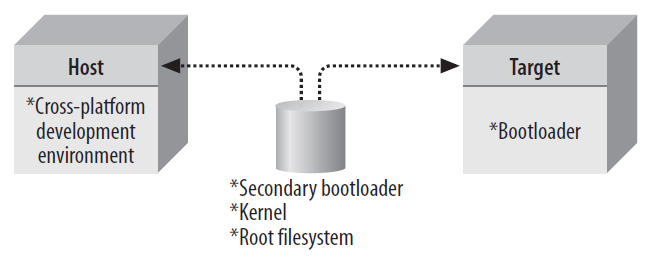 Host
*Cross-platform
development
environment
Target
*Bootloader
*Secondary bootloader
*Kernel
*Root filesystem